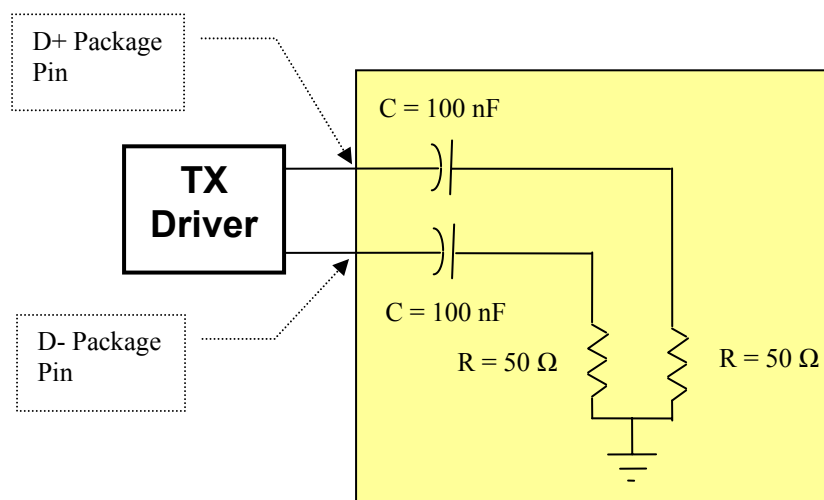 D+ Package
Pin
C = 100 nF
TX
Driver
C = 100 nF
D- Package
Pin
R = 50 Ω
R = 50 Ω